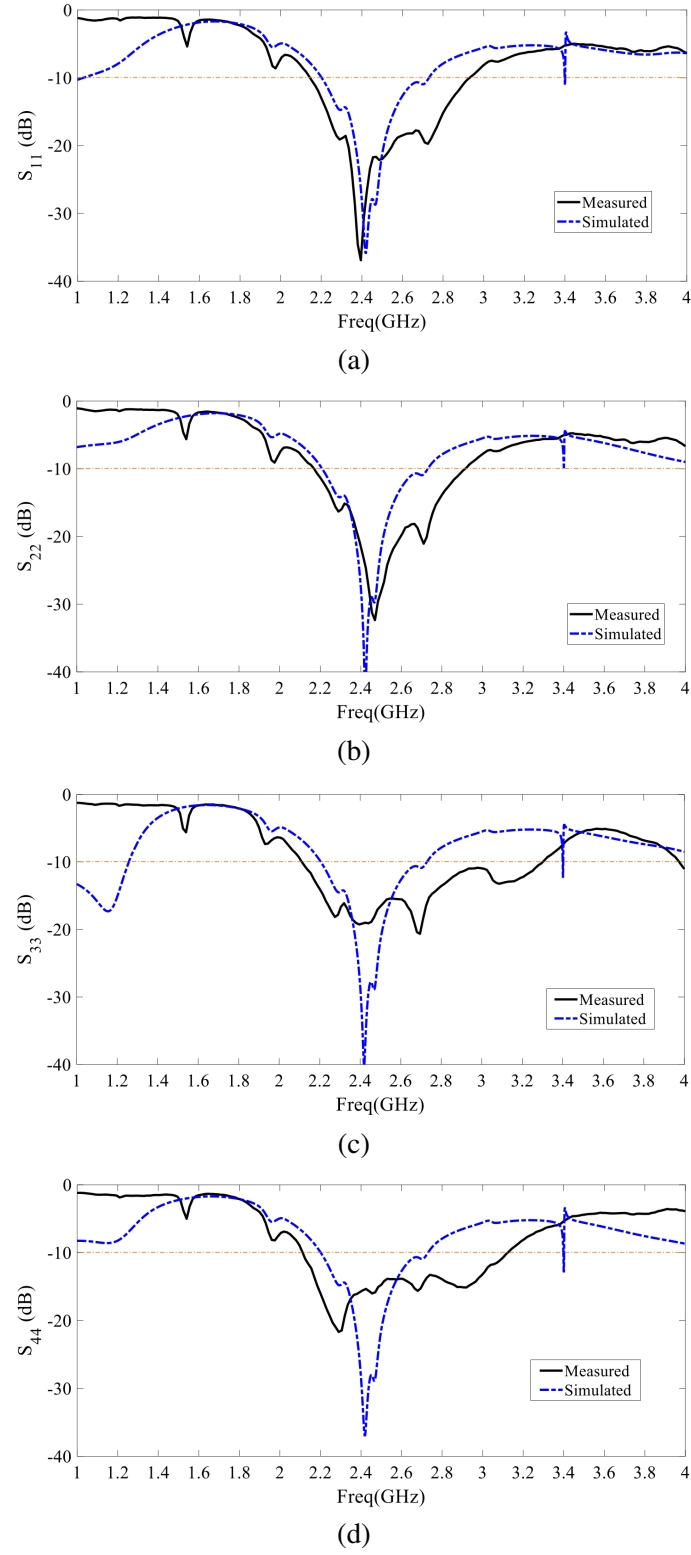 0
-10
-20
-30
-40
S11 (dB)
Measured
Simulated
1 1.2 1.4 1.6 1.8 2 2.2 2.4 2.6 2.8 3 3.2 3.4 3.6 3.8 4
Freq(GHz)
(a)
0
-10
-20
-30
-40
S22 (dB)
Measured
Simulated
1 1.2 1.4 1.6 1.8 2 2.2 2.4 2.6 2.8 3 3.2 3.4 3.6 3.8 4
Freq(GHz)
(b)
0
-10
-20
-30
-40
S33 (dB)
Measured
Simulated
1 1.2 1.4 1.6 1.8 2 2.2 2.4 2.6 2.8 3 3.2 3.4 3.6 3.8 4
Freq(GHz)
(c)
0
-10
-20
-30
-40
S44 (dB)
Measured
Simulated
1 1.2 1.4 1.6 1.8 2 2.2 2.4 2.6 2.8 3 3.2 3.4 3.6 3.8 4
Freq(GHz)
(d)